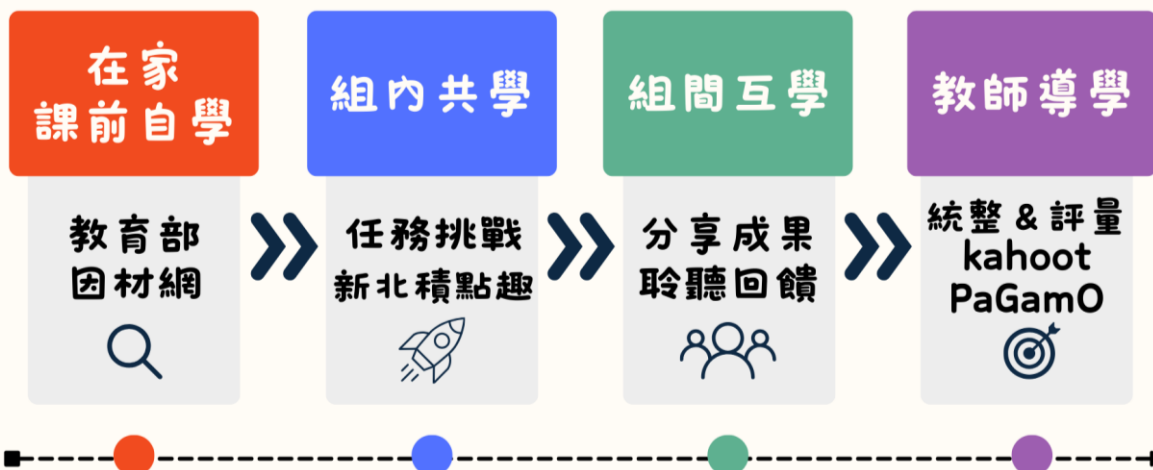 在家
課前自學
教育部
因材網
組內共學
任務挑戰
新北積點趣
組間互學
分享成果
聆聽回饋
教師導學
統整 & 評量
kahoot
PaGamO